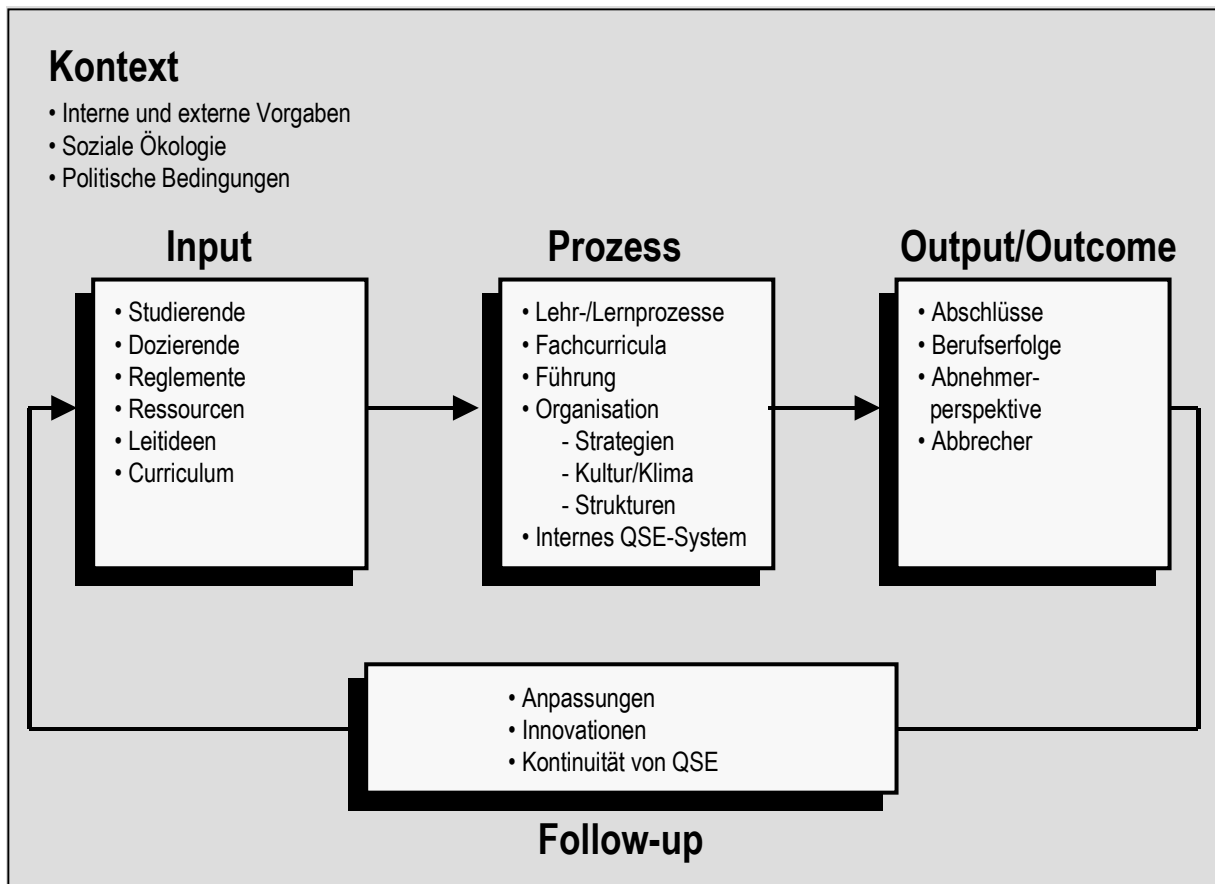 Kontext
• Interne und externe Vorgaben
• Soziale Ökologie
• Politische Bedingungen
Input
• Studierende
• Dozierende
• Reglemente
• Ressourcen
• Leitideen
• Curriculum
Prozess
• Lehr-/Lernprozesse
• Fachcurricula
• Führung
• Organisation
- Strategien
- Kultur/Klima
- Strukturen
• Internes QSE-System
Output/Outcome
• Abschlüsse
• Berufserfolge
• Abnehmer-
perspektive
• Abbrecher
• Anpassungen
• Innovationen
• Kontinuität von QSE
Follow-up